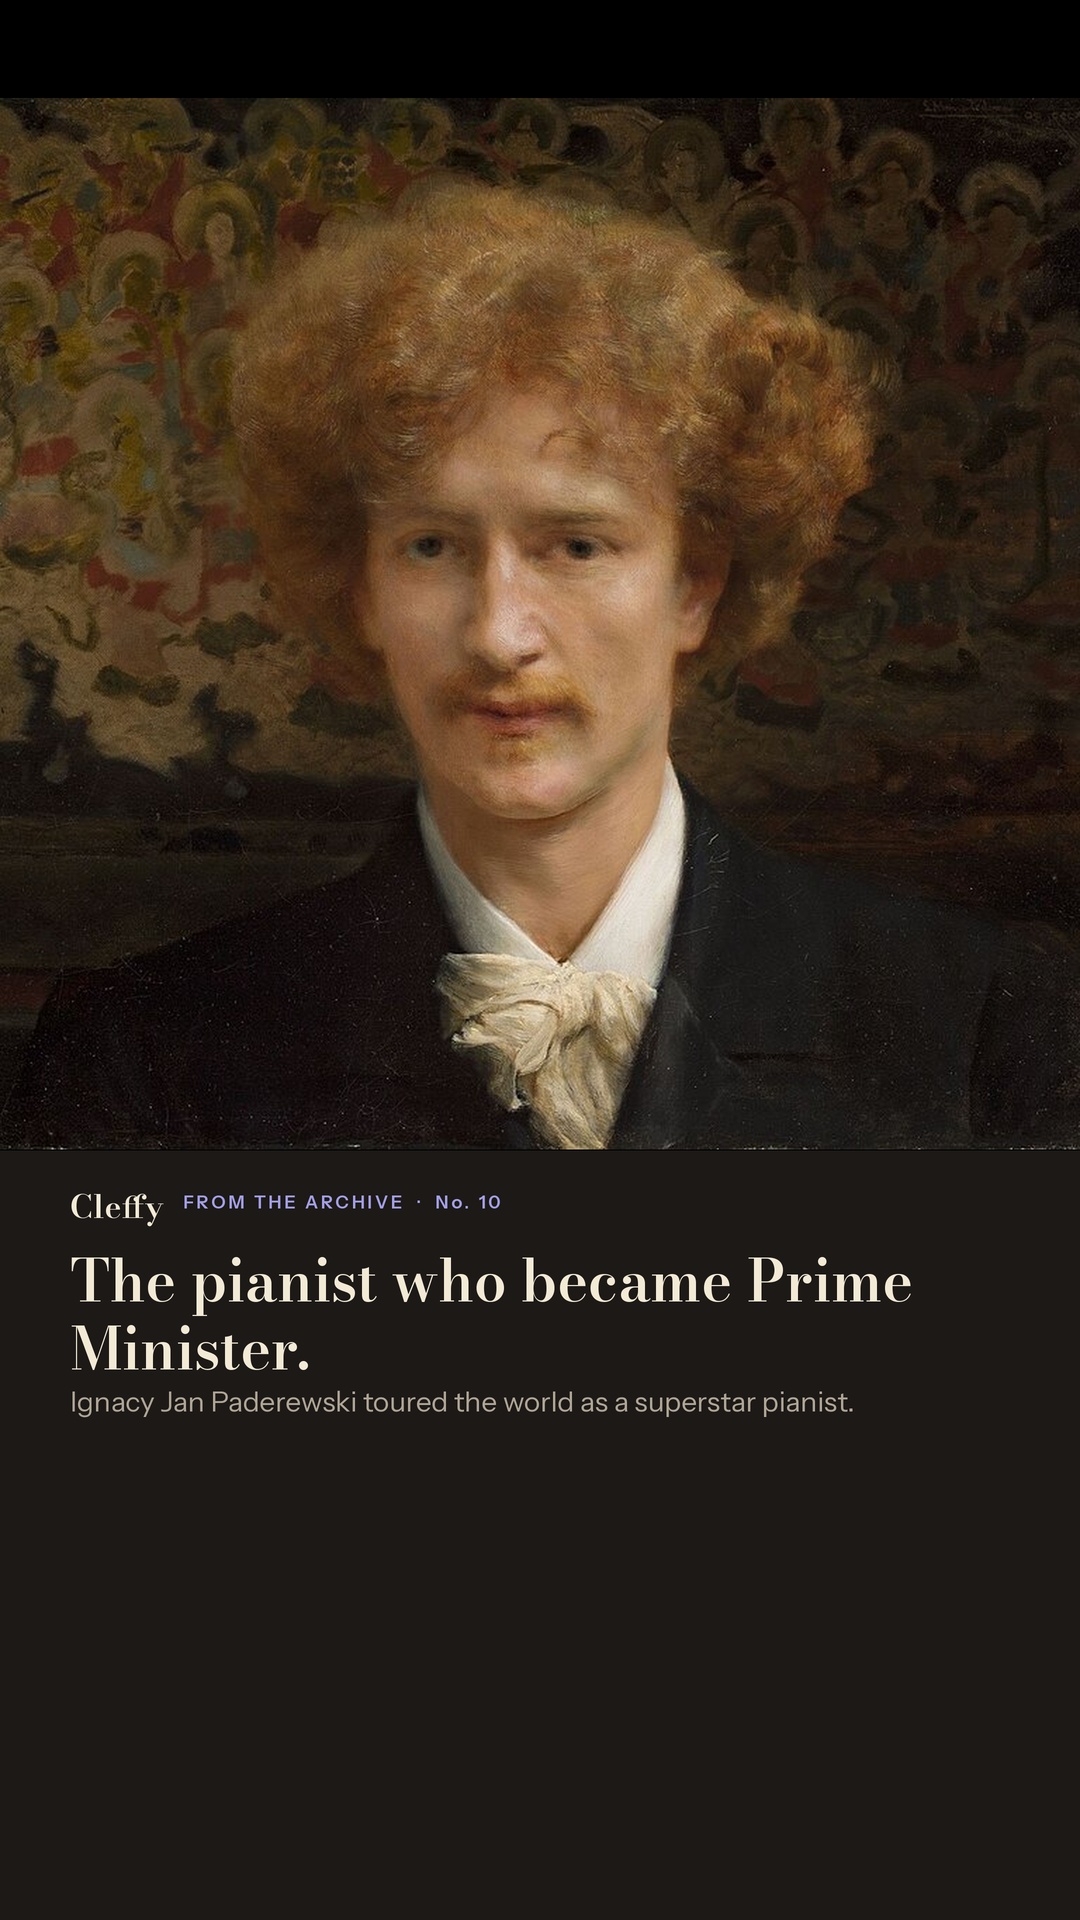 Cleffy FROM THE ARCHIVE · No. 10
The pianist who became Prime
Minister.
Ignacy Jan Paderewski toured the world as a superstar pianist.